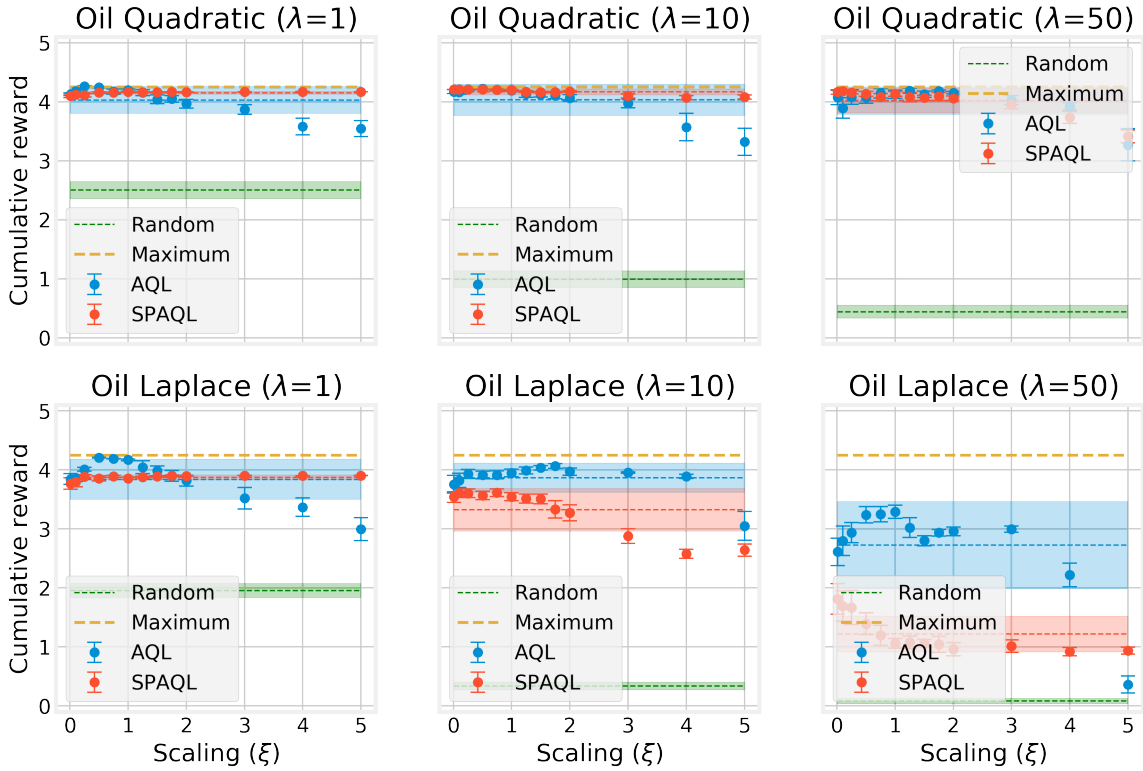 Oil Quadratic (λ=1)
Oil Quadratic (λ=10)
Oil Quadratic (λ=50)
Cumulative reward
5
4
3
2
1
0
Random
Maximum
AQL
SPAQL
Random
Maximum
AQL
SPAQL
Random
Maximum
AQL
SPAQL
Oil Laplace (λ=1)
Oil Laplace (λ=10)
Oil Laplace (λ=50)
Cumulative reward
5
4
3
2
1
0
Random
Maximum
AQL
SPAQL
Random
Maximum
AQL
SPAQL
Random
Maximum
AQL
SPAQL
0 1 2 3 4 5
0 1 2 3 4 5
0 1 2 3 4 5
Scaling (ξ)
Scaling (ξ)
Scaling (ξ)